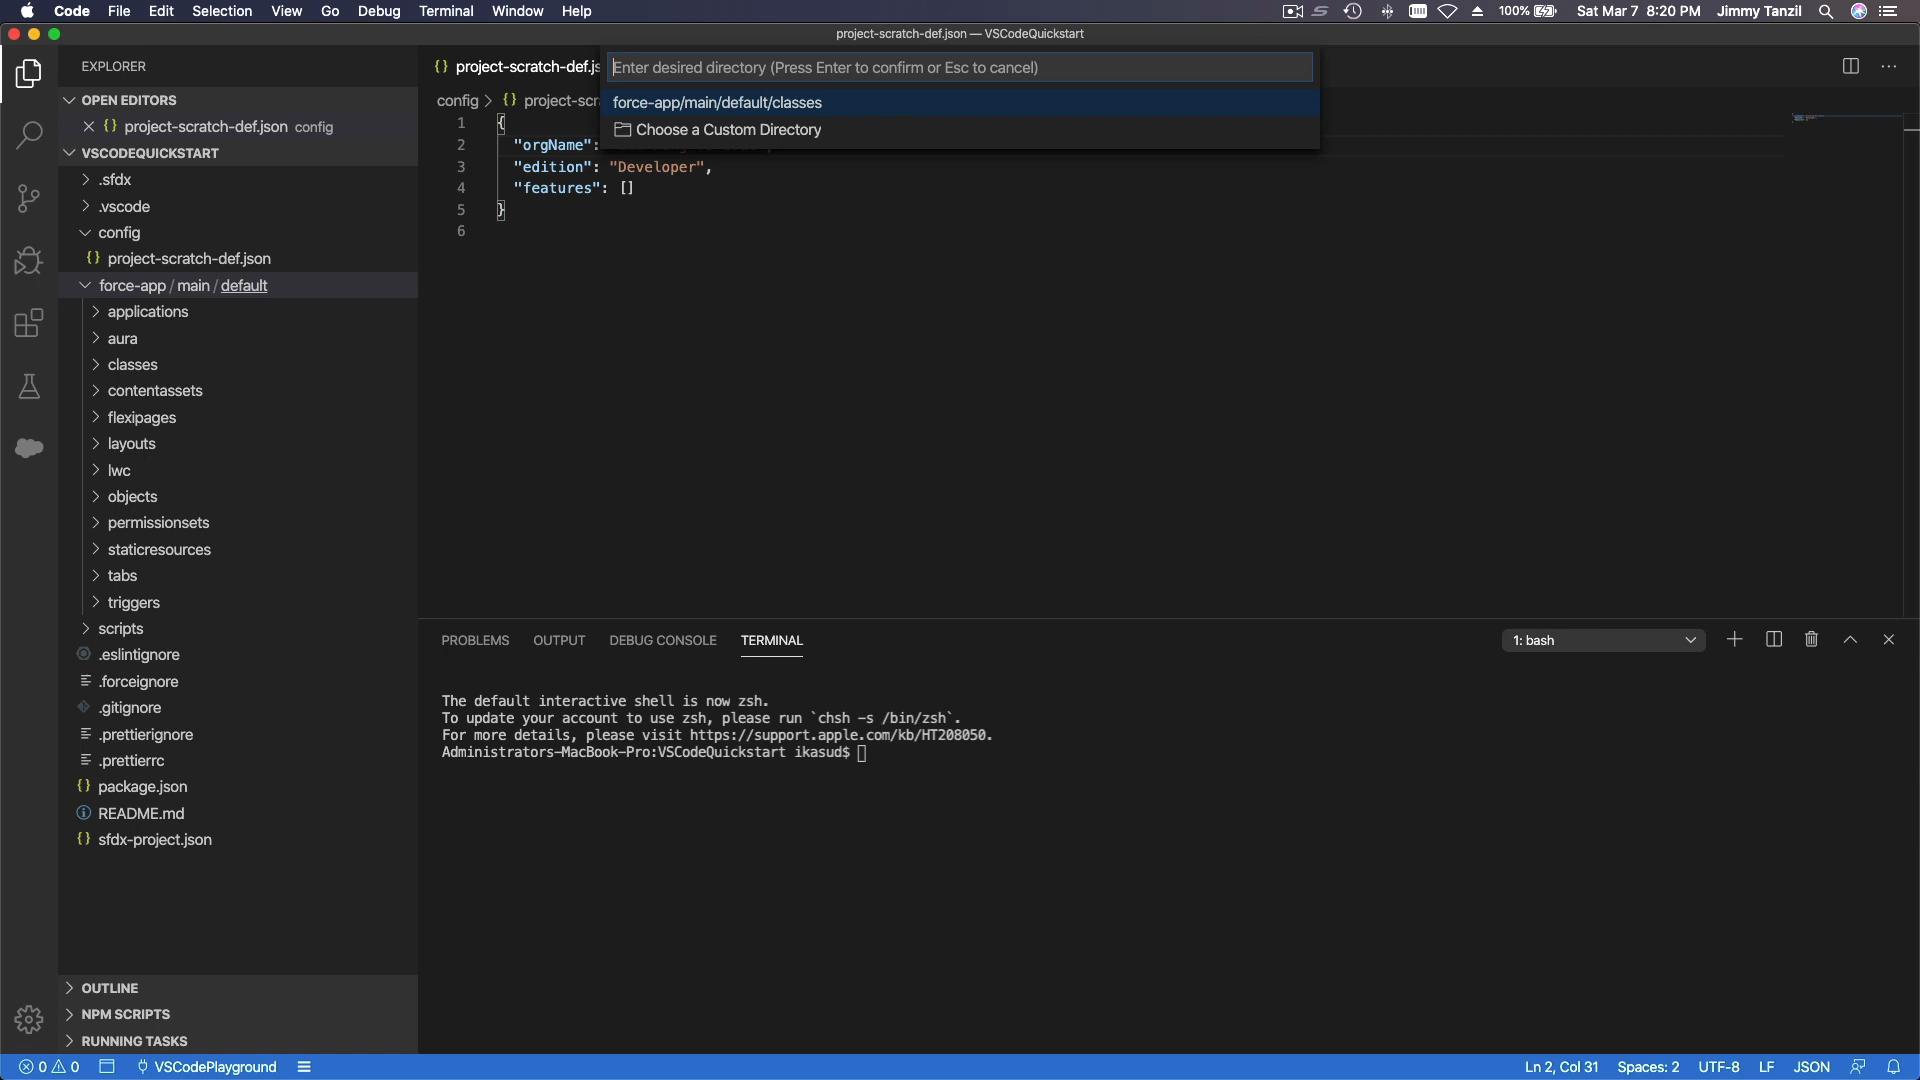 Code File Edit Selection View Go Debug Terminal Window Help 100% Sat Mar 7 8:20 PM Jimmy Tanzil
project-scratch-def.json — VSCodeQuickstart
EXPLORER
OPEN EDITORS
project-scratch-def.json config
VSCODEQUICKSTART
.sfdx
.vscode
config
project-scratch-def.json
force-app / main / default
applications
aura
classes
contentassets
flexipages
layouts
lwc
objects
permissionsets
staticresources
tabs
triggers
scripts
.eslintignore
.forceignore
.gitignore
.prettierignore
.prettierrc
package.json
README.md
sfdx-project.json
OUTLINE
NPM SCRIPTS
RUNNING TASKS
{} project-scratch-def.js
Enter desired directory (Press Enter to confirm or Esc to cancel)
force-app/main/default/classes
Choose a Custom Directory
config > {} project-scr
1 {
2 "orgName":
3 "edition": "Developer",
4 "features": []
5 }
6
PROBLEMS OUTPUT DEBUG CONSOLE TERMINAL 1: bash
The default interactive shell is now zsh.
To update your account to use zsh, please run `chsh -s /bin/zsh`.
For more details, please visit https://support.apple.com/kb/HT208050.
Administrators-MacBook-Pro:VSCodeQuickstart ikasud$
0 0 VSCodePlayground Ln 2, Col 31 Spaces: 2 UTF-8 LF JSON